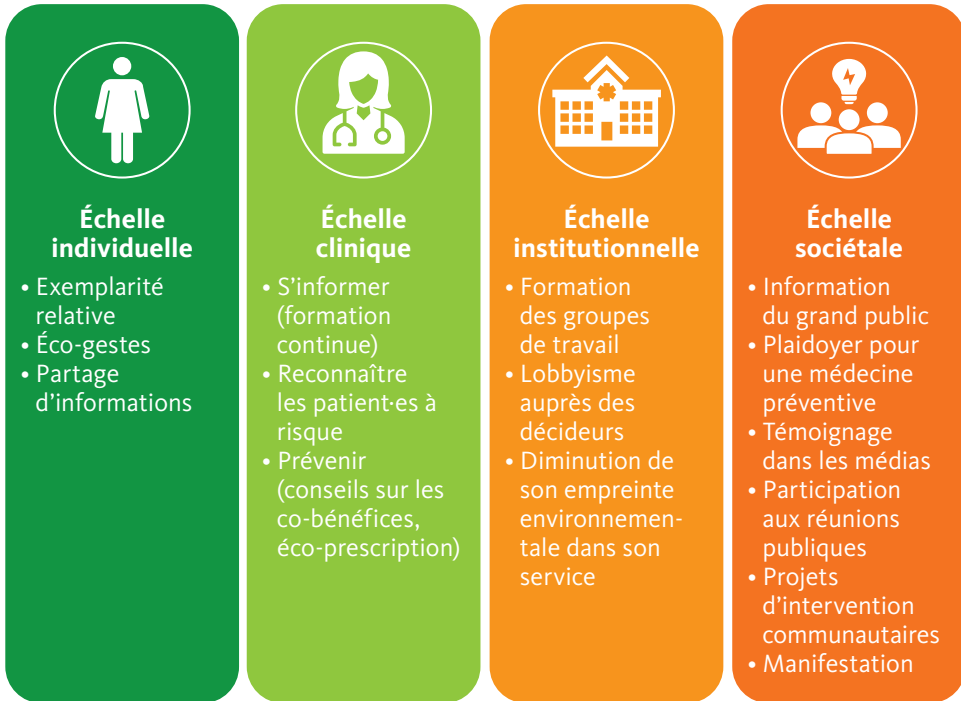 Échelle
individuelle
• Exemplarité
relative
• Éco-gestes
• Partage
d'informations
Échelle
clinique
• S'informer
(formation
continue)
• Reconnaître
les patient·es à
risque
• Prévenir
(conseils sur les
co-bénéfices,
éco-prescription)
Échelle
institutionnelle
• Formation
des groupes
de travail
• Lobbyisme
auprès des
décideurs
• Diminution de
son empreinte
environnemen-
tale dans son
service
Échelle
sociétale
• Information
du grand public
• Plaidoyer pour
une médecine
préventive
• Témoignage
dans les médias
• Participation
aux réunions
publiques
• Projets
d'intervention
communautaires
• Manifestation